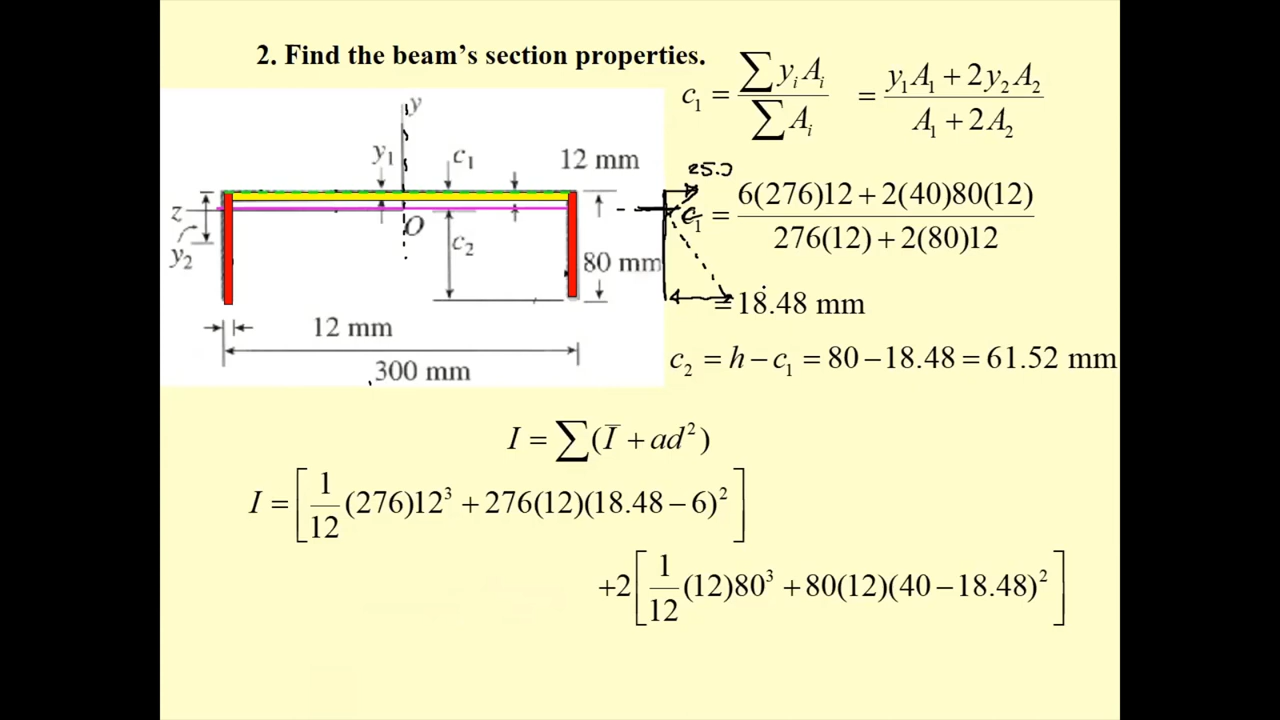 2. Find the beam's section properties.
c₁ = ∑ yᵢAᵢ / ∑ Aᵢ = (y₁A₁ + 2y₂A₂) / (A₁ + 2A₂)
y
y₁
c₁
12 mm
z
O
y₂
c₂
80 mm
12 mm
300 mm
c₁ = (6(276)12 + 2(40)80(12)) / (276(12) + 2(80)12)
= 18.48 mm
c₂ = h − c₁ = 80 − 18.48 = 61.52 mm
I = ∑(Ī + ad²)
I = [1/12 (276)12³ + 276(12)(18.48 − 6)²]
+2[1/12 (12)80³ + 80(12)(40 − 18.48)²]